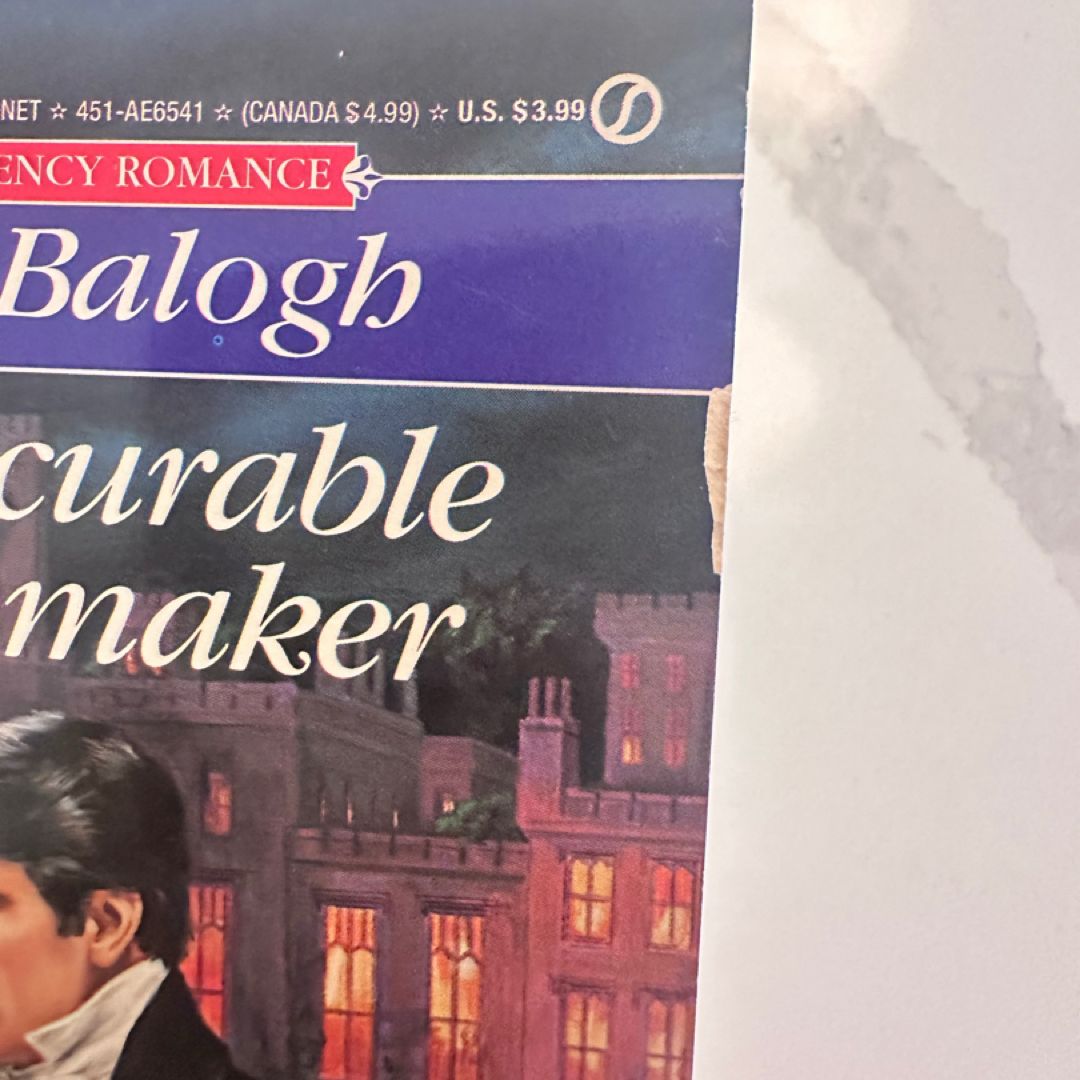 NET ☆ 451-AE6541 ☆ (CANADA $4.99) ☆ U.S. $3.99
ENCY ROMANCE
Balogh
curable
maker